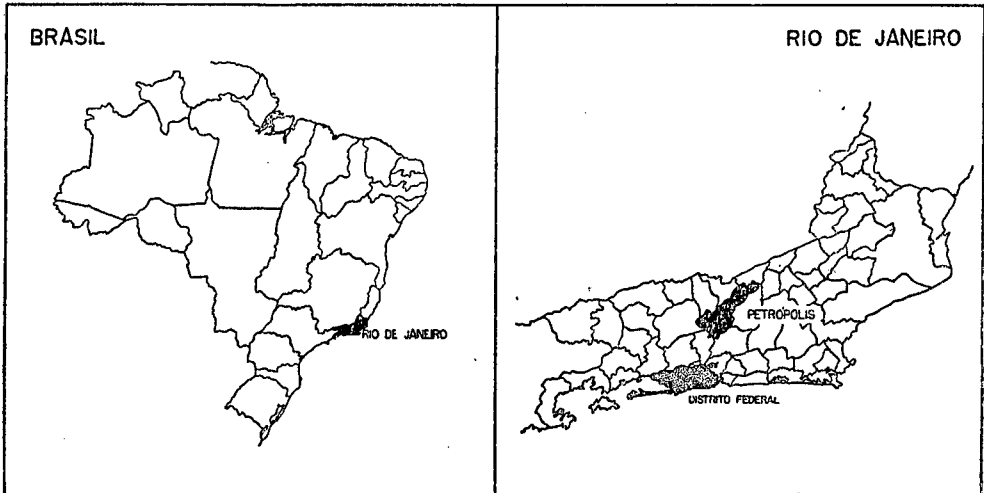 BRASIL
RIO DE JANEIRO
RIO DE JANEIRO
PETRÓPOLIS
DISTRITO FEDERAL